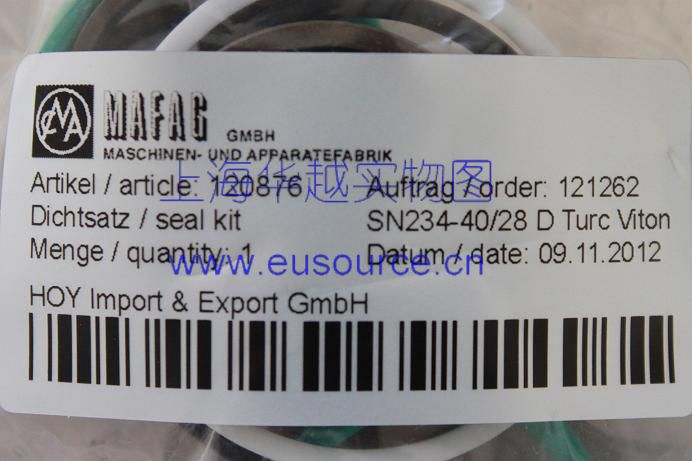 MAFAG GMBH
MASCHINEN- UND APPARATEFABRIK
Artikel / article: 120876 Auftrag / order: 121262
上海华越实物图
Dichtsatz / seal kit SN234-40/28 D Turc Viton
Menge / quantity: 1 Datum / date: 09.11.2012
www.eusource.cn
HOY Import & Export GmbH